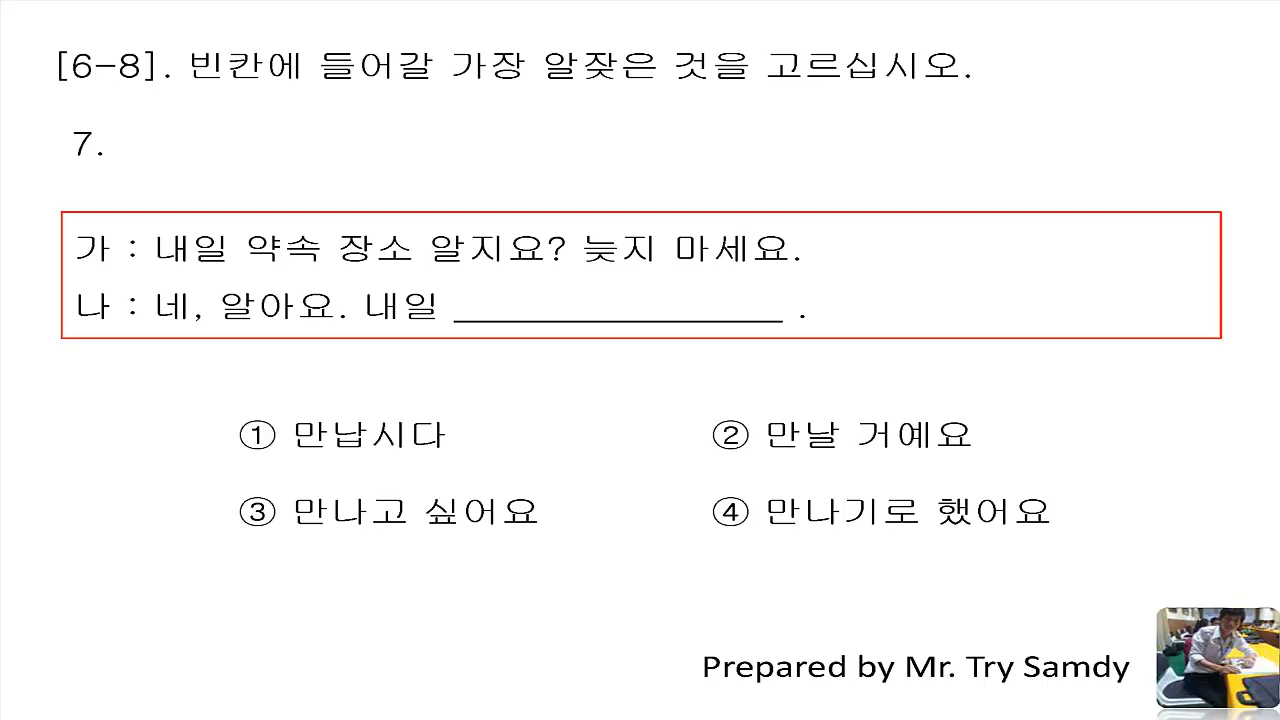 [6-8]. 빈칸에 들어갈 가장 알잦은 것을 고르십시오.
7.
가 : 내일 약속 장소 알지요? 늦지 마세요.
나 : 네, 알아요. 내일 _________________ .
① 만납시다
② 만날 거예요
③ 만나고 싶어요
④ 만나기로 했어요
Prepared by Mr. Try Samdy